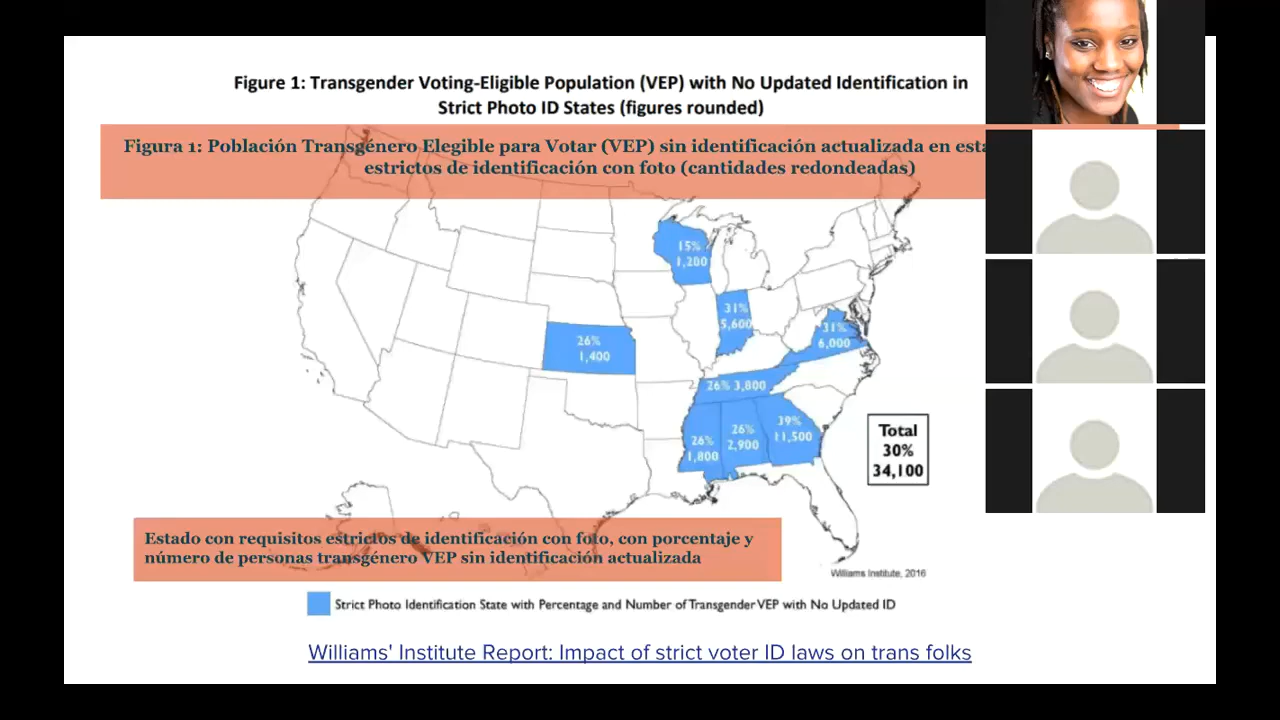 Figure 1: Transgender Voting-Eligible Population (VEP) with No Updated Identification in
Strict Photo ID States (figures rounded)
Figura 1: Población Transgénero Elegible para Votar (VEP) sin identificación actualizada en
estrictos de identificación con foto (cantidades redondeadas)
15%
1,200
31%
5,600
31%
6,000
26%
1,400
26% 3,800
39%
11,500
26%
2,900
26%
1,800
Total
30%
34,100
Estado con requisitos estrictos de identificación con foto, con porcentaje y
número de personas transgénero VEP sin identificación actualizada
Williams Institute, 2016
Strict Photo Identification State with Percentage and Number of Transgender VEP with No Updated ID
Williams' Institute Report: Impact of strict voter ID laws on trans folks